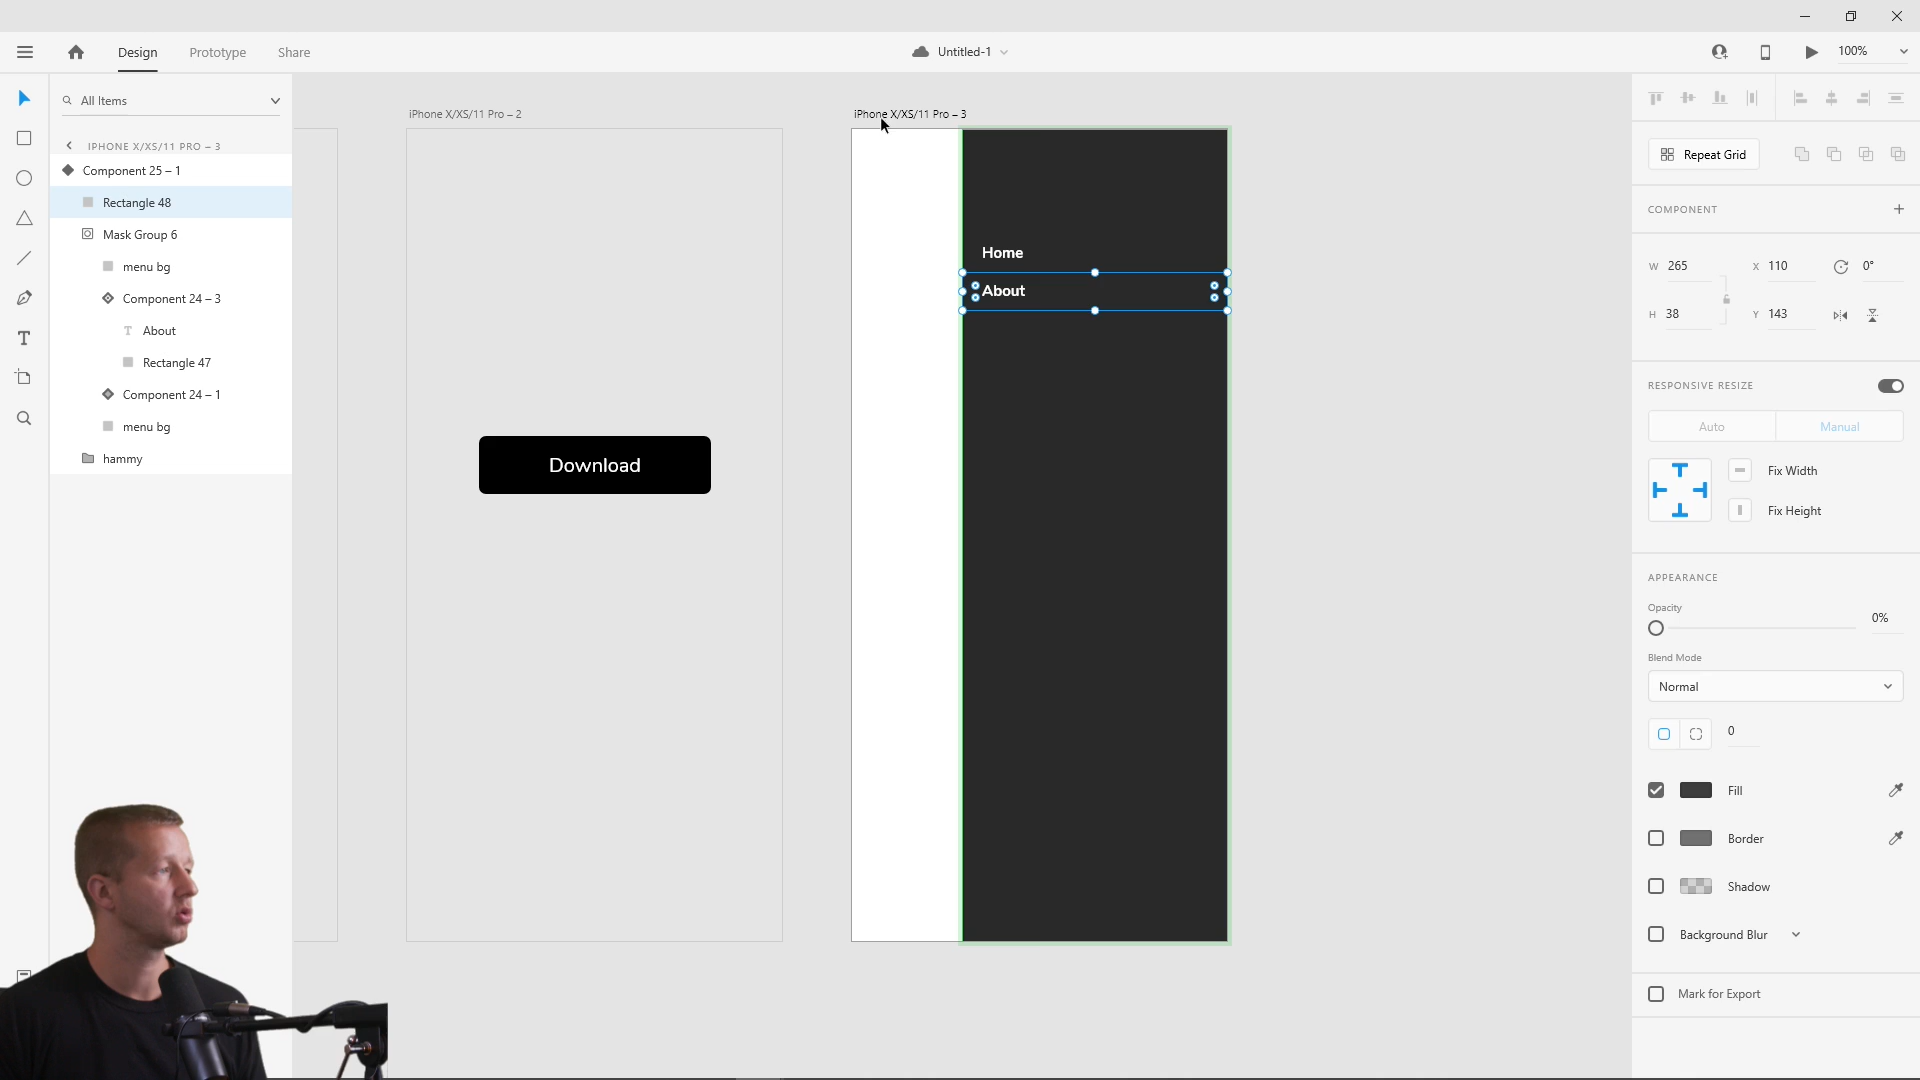 Design
Prototype
Share
Untitled-1
100%
All Items
IPHONE X/XS/11 PRO – 3
Component 25 – 1
Rectangle 48
Mask Group 6
menu bg
Component 24 – 3
About
Rectangle 47
Component 24 – 1
menu bg
hammy
iPhone X/XS/11 Pro – 2
Download
iPhone X/XS/11 Pro – 3
Home
About
Repeat Grid
COMPONENT
W 265 X 110 0°
H 38 Y 143
RESPONSIVE RESIZE
Auto Manual
Fix Width
Fix Height
APPEARANCE
Opacity
0%
Blend Mode
Normal
0
Fill
Border
Shadow
Background Blur
Mark for Export